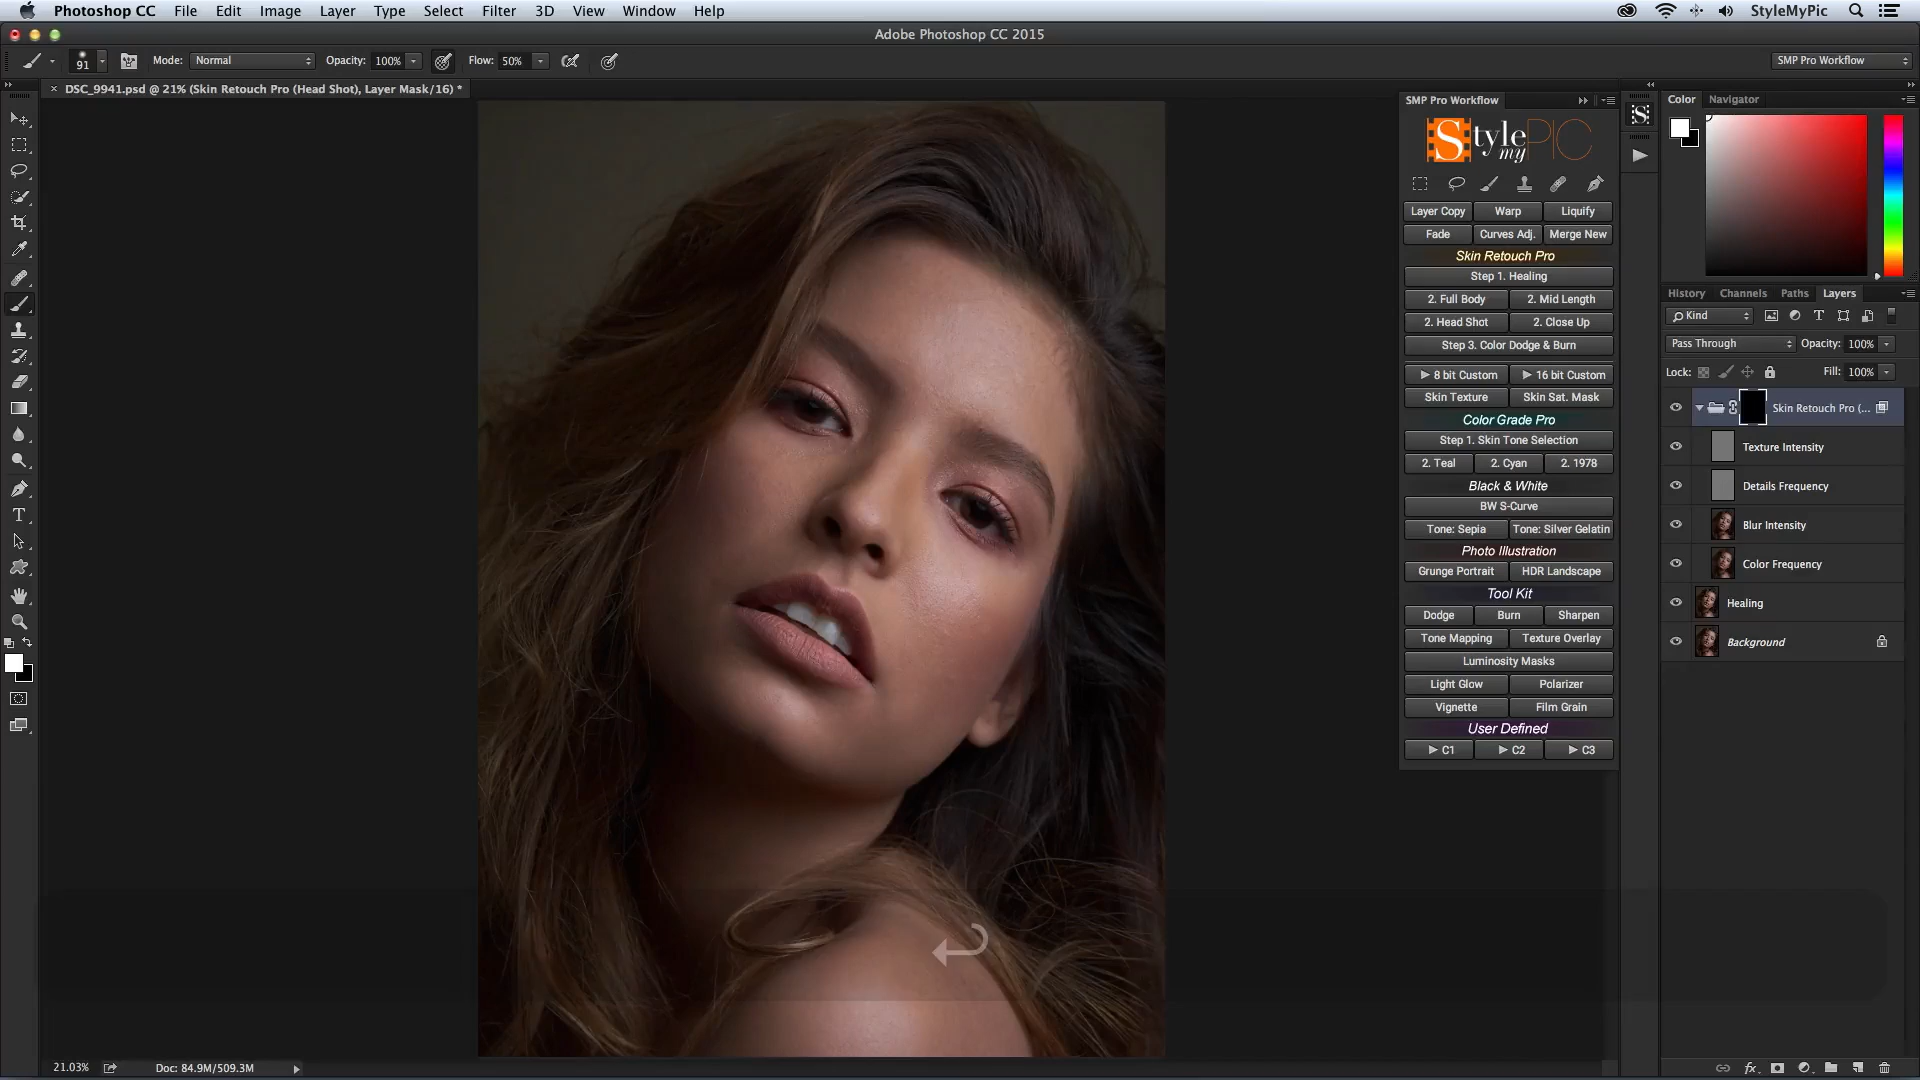 Photoshop CC File Edit Image Layer Type Select Filter 3D View Window Help StyleMyPic
Adobe Photoshop CC 2015
91 Mode: Normal Opacity: 100% Flow: 50% SMP Pro Workflow
× DSC_9941.psd @ 21% (Skin Retouch Pro (Head Shot), Layer Mask/16) *
SMP Pro Workflow
Style my PIC
Layer Copy Warp Liquify
Fade Curves Adj. Merge New
Skin Retouch Pro
Step 1. Healing
2. Full Body 2. Mid Length
2. Head Shot 2. Close Up
Step 3. Color Dodge & Burn
8 bit Custom 16 bit Custom
Skin Texture Skin Sat. Mask
Color Grade Pro
Step 1. Skin Tone Selection
2. Teal 2. Cyan 2. 1978
Black & White
BW S-Curve
Tone: Sepia Tone: Silver Gelatin
Photo Illustration
Grunge Portrait HDR Landscape
Tool Kit
Dodge Burn Sharpen
Tone Mapping Texture Overlay
Luminosity Masks
Light Glow Polarizer
Vignette Film Grain
User Defined
C1 C2 C3
Color Navigator
History Channels Paths Layers
Kind
Pass Through Opacity: 100%
Lock: Fill: 100%
Skin Retouch Pro (...
Texture Intensity
Details Frequency
Blur Intensity
Color Frequency
Healing
Background
21.03% Doc: 84.9M/509.3M